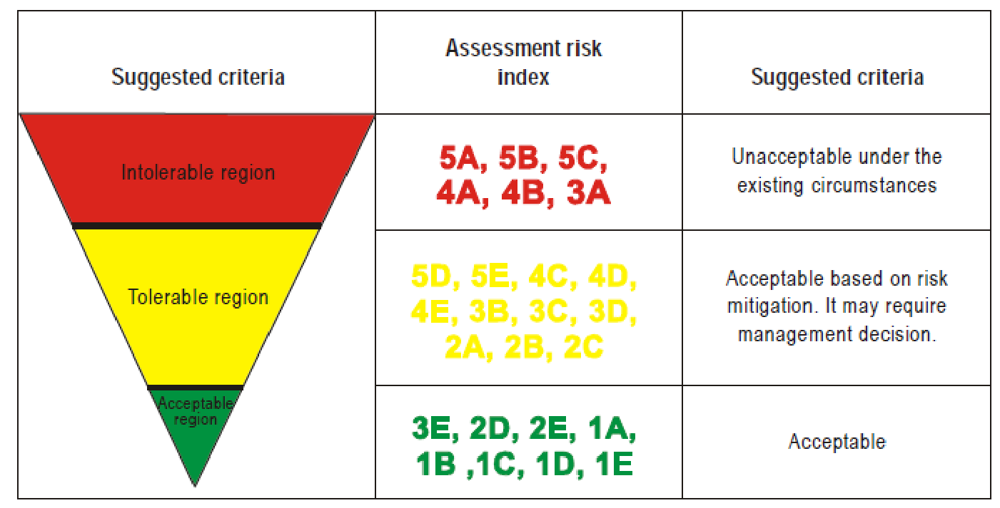 Suggested criteria
Assessment risk
index
Suggested criteria
Intolerable region
5A, 5B, 5C,
4A, 4B, 3A
Unacceptable under the
existing circumstances
Tolerable region
5D, 5E, 4C, 4D,
4E, 3B, 3C, 3D,
2A, 2B, 2C
Acceptable based on risk
mitigation. It may require
management decision.
Acceptable
region
3E, 2D, 2E, 1A,
1B ,1C, 1D, 1E
Acceptable